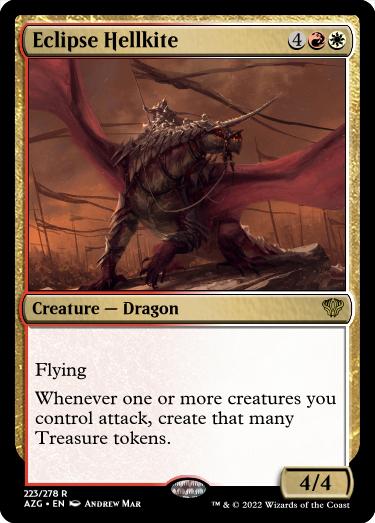 Eclipse Hellkite 4
Creature — Dragon
Flying
Whenever one or more creatures you
control attack, create that many
Treasure tokens.
4/4
223/278 R
AZG • EN Andrew Mar
™ & © 2022 Wizards of the Coast